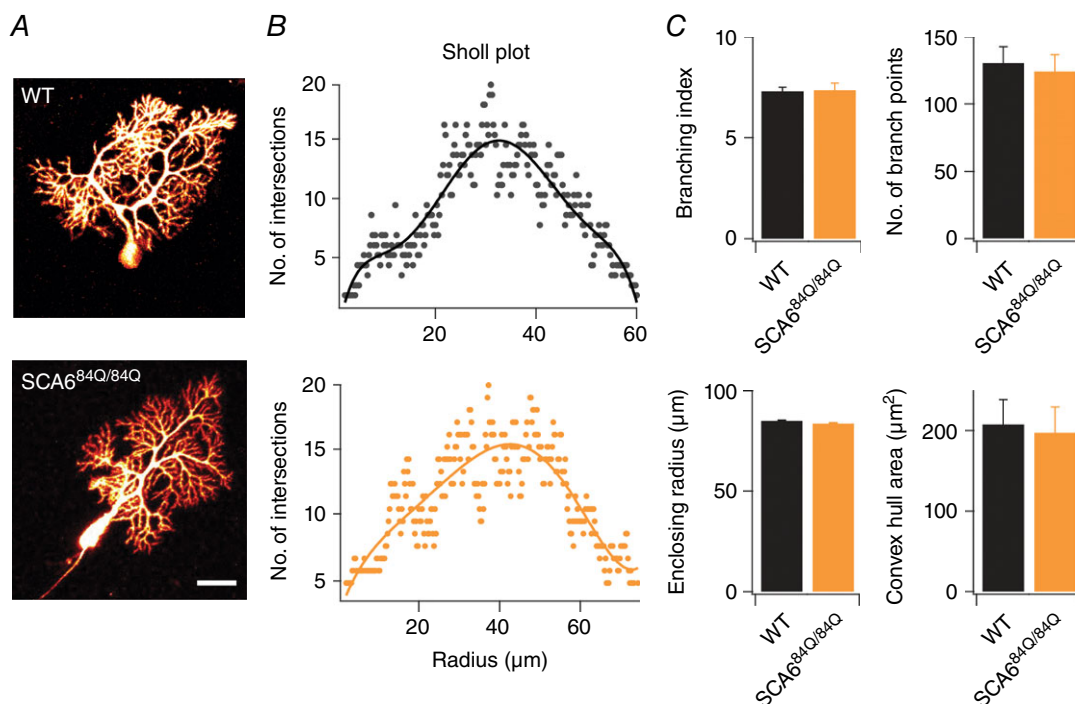 A
WT
SCA6^84Q/84Q
B
Sholl plot
No. of intersections
20
15
10
5
20
40
60
No. of intersections
20
15
10
5
20
40
60
Radius (µm)
C
Branching index
10
5
0
WT
SCA6^84Q/84Q
No. of branch points
150
100
50
0
WT
SCA6^84Q/84Q
Enclosing radius (µm)
100
50
0
WT
SCA6^84Q/84Q
Convex hull area (µm²)
200
100
0
WT
SCA6^84Q/84Q